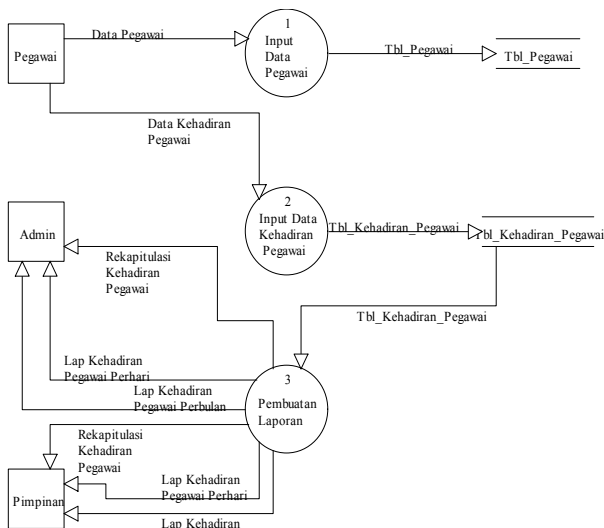 Data Pegawai
Pegawai
1
Input
Data
Pegawai
Tbl_Pegawai
Tbl_Pegawai
Data Kehadiran
Pegawai
2
Input Data
Kehadiran
Pegawai
Tbl_Kehadiran_Pegawai
Tbl_Kehadiran_Pegawai
Admin
Rekapitulasi
Kehadiran
Pegawai
Tbl_Kehadiran_Pegawai
Lap Kehadiran
Pegawai Perhari
Lap Kehadiran
Pegawai Perbulan
3
Pembuatan
Laporan
Rekapitulasi
Kehadiran
Pegawai
Pimpinan
Lap Kehadiran
Pegawai Perhari
Lap Kehadiran